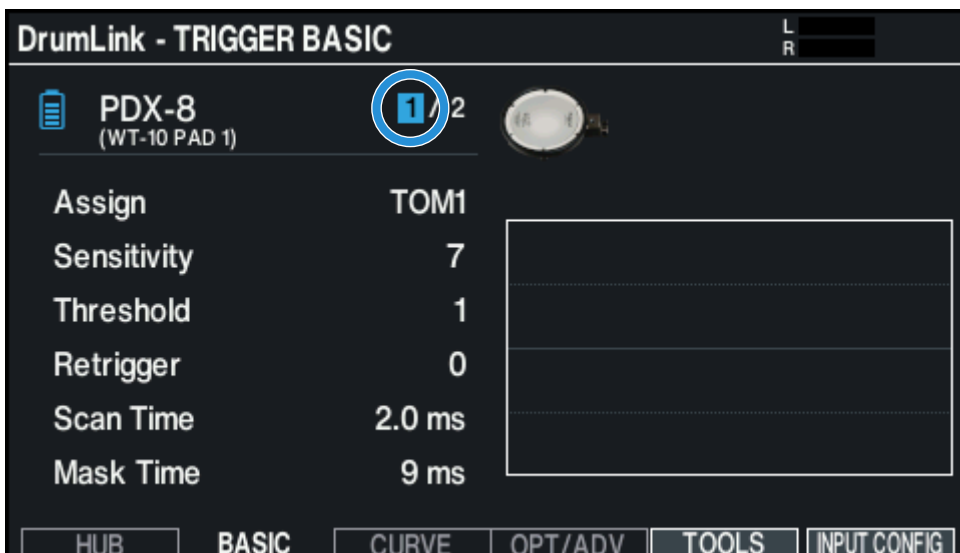 DrumLink - TRIGGER BASIC
L
R
PDX-8
1 / 2
(WT-10 PAD 1)
Assign TOM1
Sensitivity 7
Threshold 1
Retrigger 0
Scan Time 2.0 ms
Mask Time 9 ms
HUB BASIC CURVE OPT/ADV TOOLS INPUT CONFIG